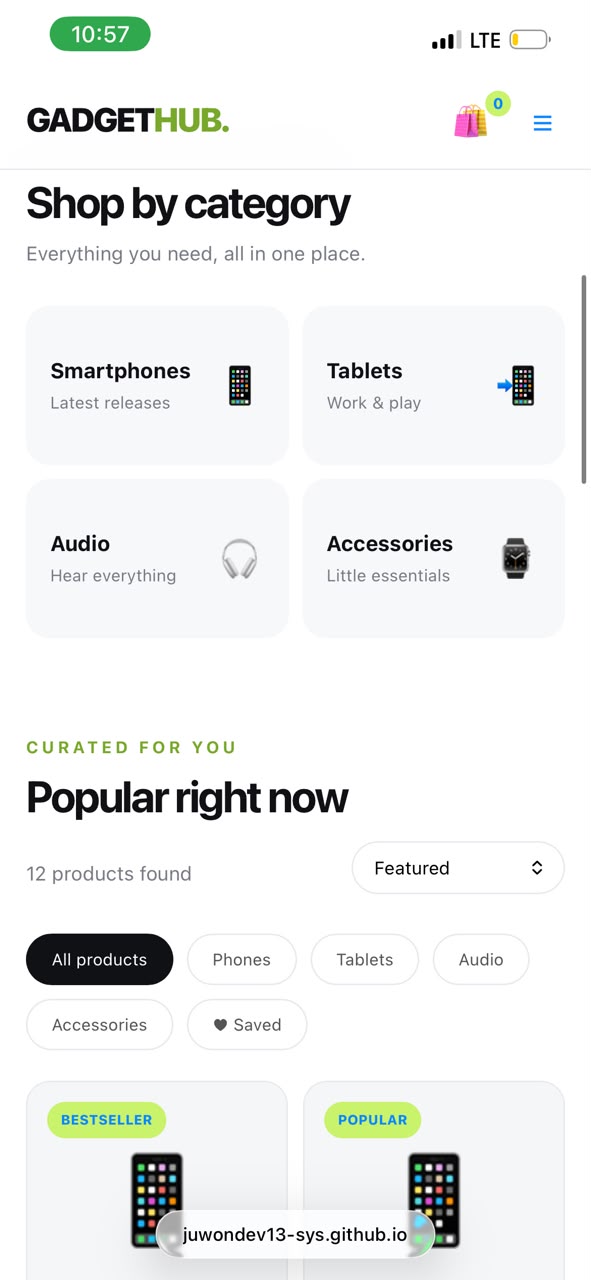 10:57
LTE
GADGETHUB.
0
Shop by category
Everything you need, all in one place.
Smartphones
Latest releases
Tablets
Work & play
Audio
Hear everything
Accessories
Little essentials
CURATED FOR YOU
Popular right now
12 products found
Featured
All products
Phones
Tablets
Audio
Accessories
Saved
BESTSELLER
POPULAR
juwondev13-sys.github.io